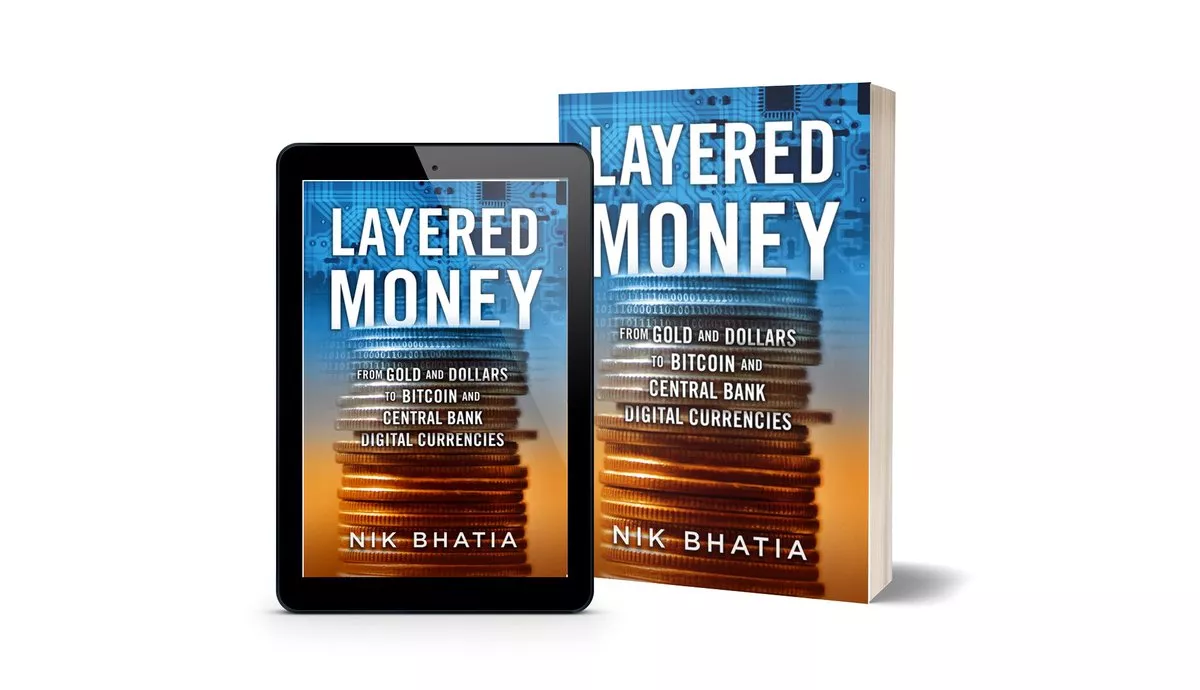 LAYERED
MONEY
FROM GOLD AND DOLLARS
TO BITCOIN AND
CENTRAL BANK
DIGITAL CURRENCIES
NIK BHATIA
LAYERED
MONEY
FROM GOLD AND DOLLARS
TO BITCOIN AND
CENTRAL BANK
DIGITAL CURRENCIES
NIK BHATIA